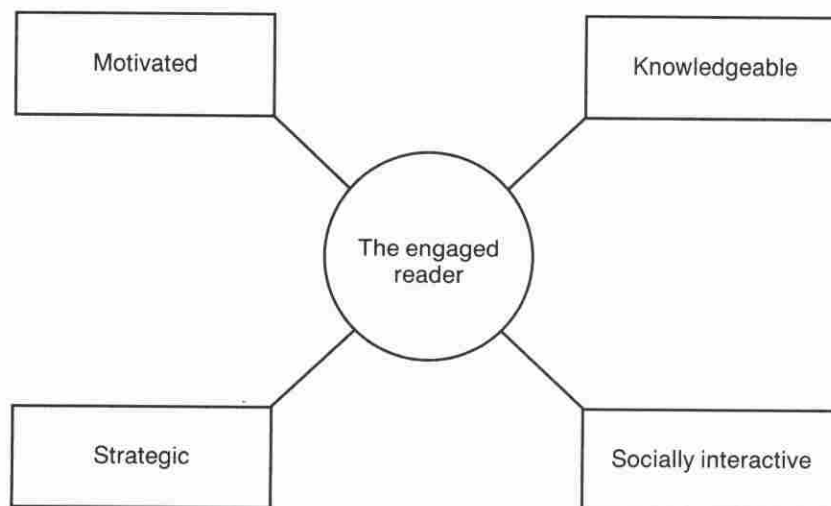 Motivated
Knowledgeable
The engaged
reader
Strategic
Socially interactive